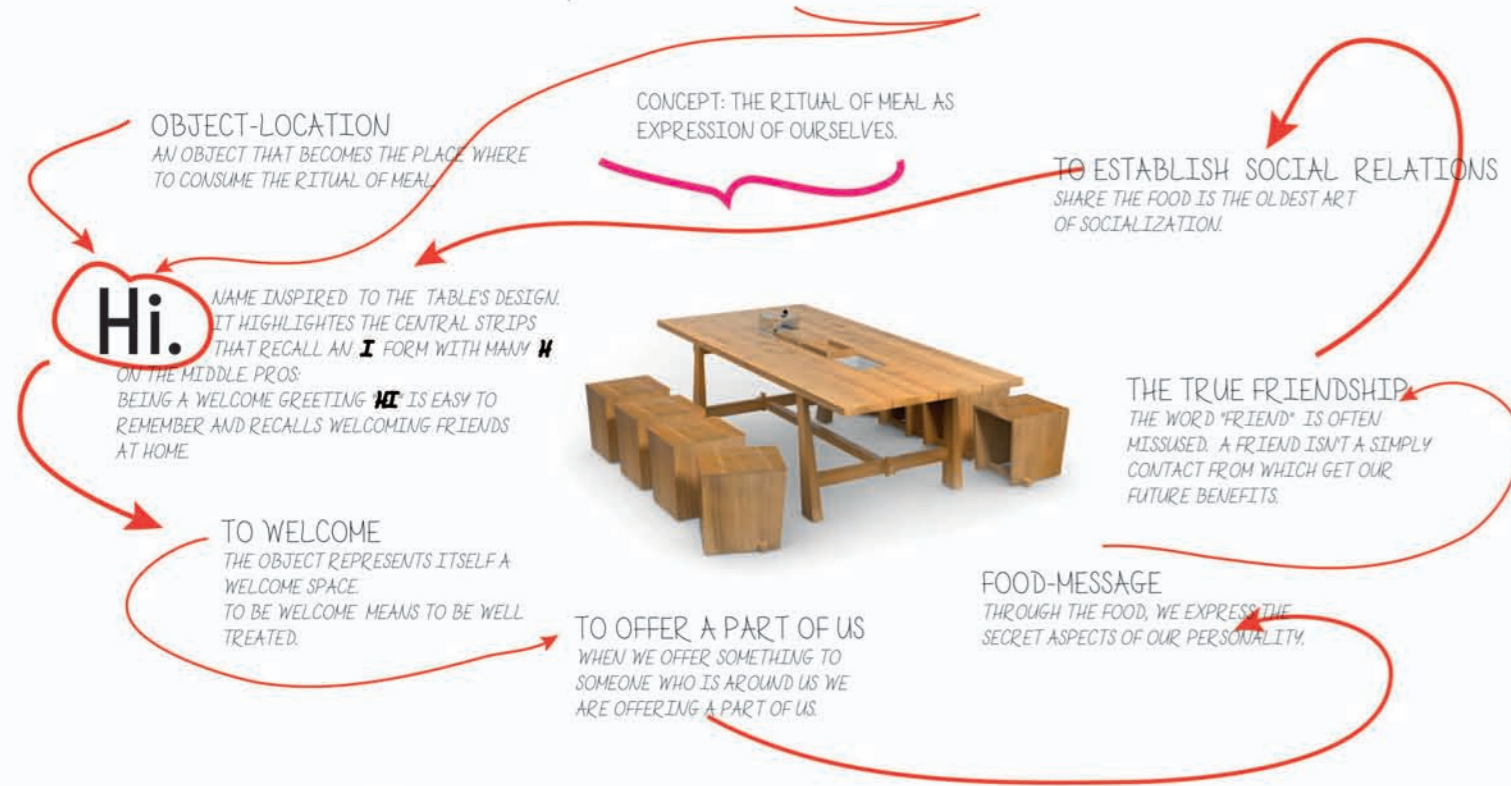 CONCEPT: THE RITUAL OF MEAL AS
EXPRESSION OF OURSELVES.
OBJECT-LOCATION
AN OBJECT THAT BECOMES THE PLACE WHERE
TO CONSUME THE RITUAL OF MEAL.
TO ESTABLISH SOCIAL RELATIONS
SHARE THE FOOD IS THE OLDEST ART
OF SOCIALIZATION.
Hi.
NAME INSPIRED TO THE TABLE'S DESIGN.
IT HIGHLIGHTES THE CENTRAL STRIPS
THAT RECALL AN I FORM WITH MANY H
ON THE MIDDLE. PROS:
BEING A WELCOME GREETING "HI" IS EASY TO
REMEMBER AND RECALLS WELCOMING FRIENDS
AT HOME.
THE TRUE FRIENDSHIP
THE WORD "FRIEND" IS OFTEN
MISSUSED. A FRIEND ISN'T A SIMPLY
CONTACT FROM WHICH GET OUR
FUTURE BENEFITS.
TO WELCOME
THE OBJECT REPRESENTS ITSELF A
WELCOME SPACE.
TO BE WELCOME MEANS TO BE WELL
TREATED.
TO OFFER A PART OF US
WHEN WE OFFER SOMETHING TO
SOMEONE WHO IS AROUND US WE
ARE OFFERING A PART OF US.
FOOD-MESSAGE
THROUGH THE FOOD, WE EXPRESS THE
SECRET ASPECTS OF OUR PERSONALITY.